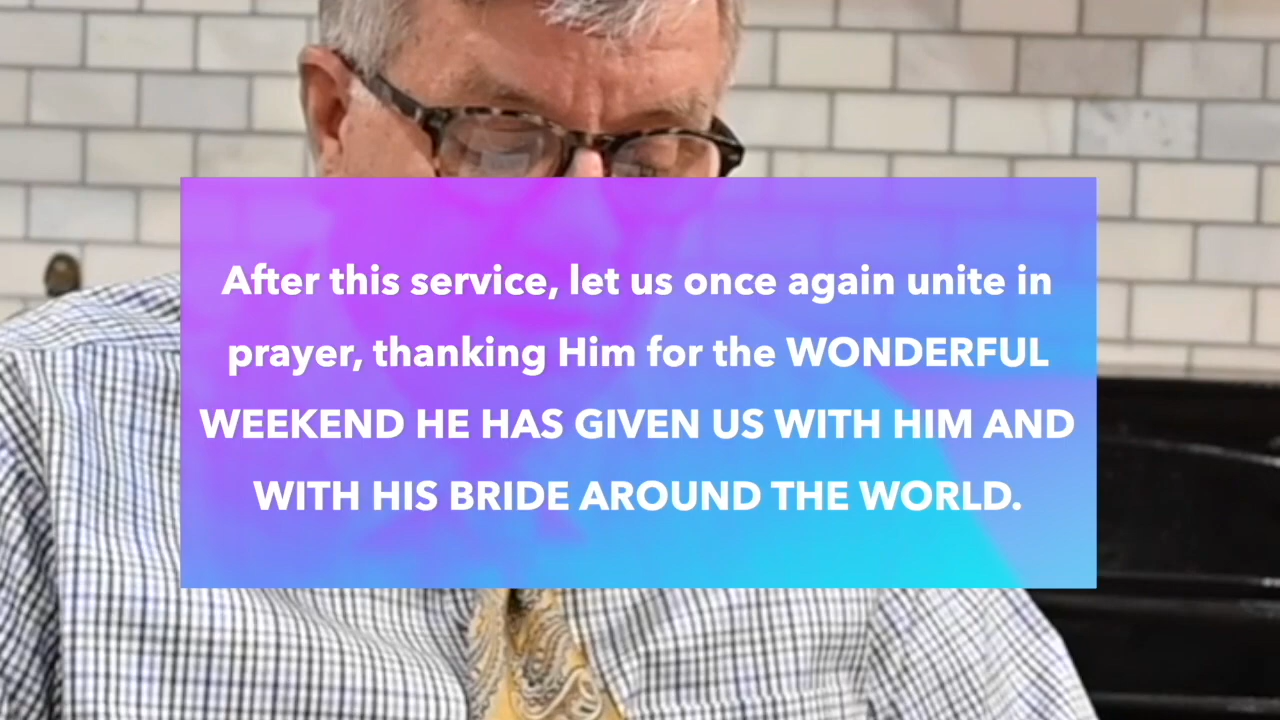 After this service, let us once again unite in
prayer, thanking Him for the WONDERFUL
WEEKEND HE HAS GIVEN US WITH HIM AND
WITH HIS BRIDE AROUND THE WORLD.